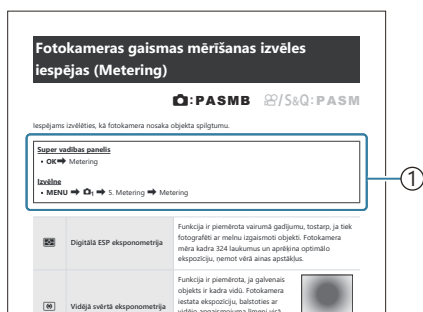 Fotokameras gaismas mērīšanas izvēles
iespējas (Metering)
:PASMB /S&Q:PASM
Iespējams izvēlēties, kā fotokamera nosaka objekta spilgtumu.
Super vadības panelis
• OK➡ Metering
Izvēlne
• MENU ➡ 1 ➡ 5. Metering ➡ Metering
①
Digitālā ESP eksponometrija
Funkcija ir piemērota vairumā gadījumu, tostarp, ja tiek
fotografēti ar melnu izgaismoti objekti. Fotokamera
mēra kadra 324 laukumus un aprēķina optimālo
ekspozīciju, ņemot vērā ainas apstākļus.
Vidējā svērtā eksponometrija
Funkcija ir piemērota, ja galvenais
objekts ir kadra vidū. Fotokamera
iestata ekspozīciju, balstoties ar